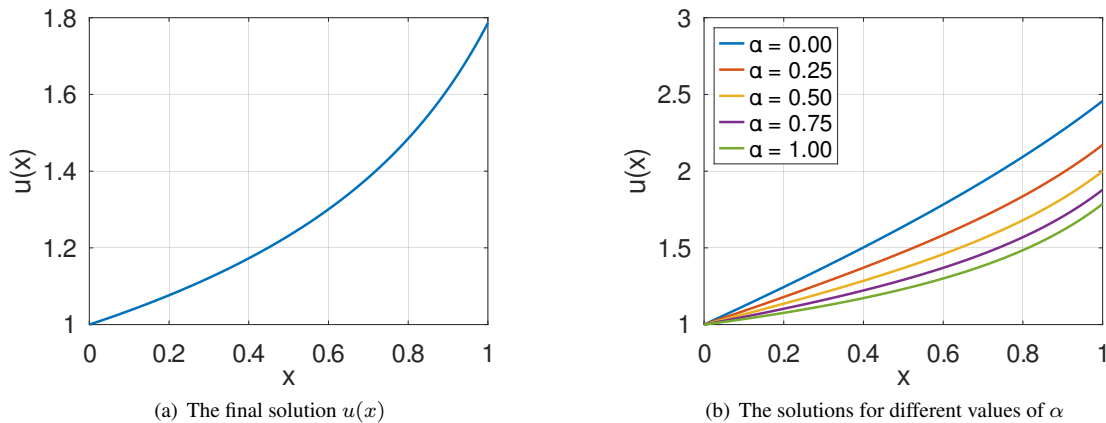 1.8
1.6
1.4
1.2
1
u(x)
0
0.2
0.4
0.6
0.8
1
x
(a) The final solution u(x)
3
2.5
2
1.5
1
u(x)
α = 0.00
α = 0.25
α = 0.50
α = 0.75
α = 1.00
0
0.2
0.4
0.6
0.8
1
x
(b) The solutions for different values of α